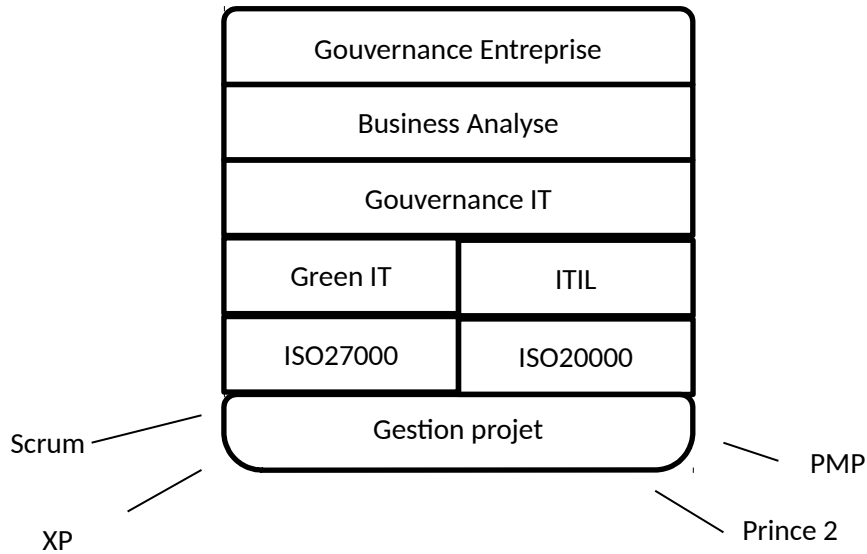 Gouvernance Entreprise
Business Analyse
Gouvernance IT
Green IT
ITIL
ISO27000
ISO20000
Gestion projet
Scrum
PMP
XP
Prince 2